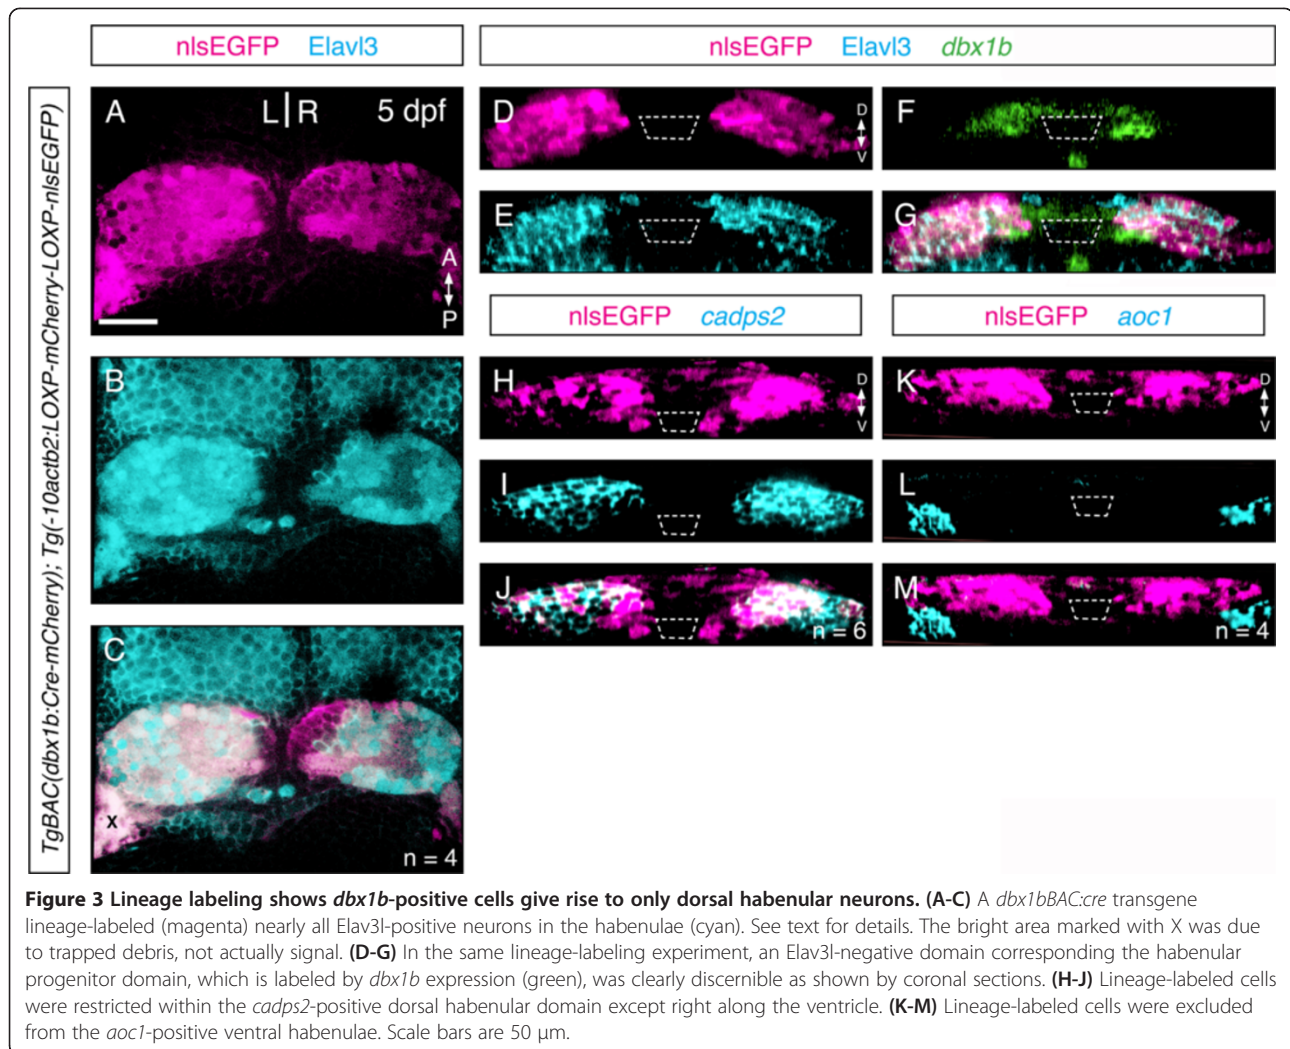 nlsEGFP Elavl3
nlsEGFP Elavl3 dbx1b
TgBAC(dbx1b:Cre-mCherry); Tg(-10actb2:LOXP-mCherry-LOXP-nlsEGFP)
A L R 5 dpf
A
P
B
C
X
n = 4
D D
V
E
F
G
nlsEGFP cadps2
nlsEGFP aoc1
H D
V
I
J n = 6
K D
V
L
M n = 4
Figure 3 Lineage labeling shows dbx1b-positive cells give rise to only dorsal habenular neurons. (A-C) A dbx1bBAC:cre transgene
lineage-labeled (magenta) nearly all Elav3l-positive neurons in the habenulae (cyan). See text for details. The bright area marked with X was due
to trapped debris, not actually signal. (D-G) In the same lineage-labeling experiment, an Elav3l-negative domain corresponding the habenular
progenitor domain, which is labeled by dbx1b expression (green), was clearly discernible as shown by coronal sections. (H-J) Lineage-labeled cells
were restricted within the cadps2-positive dorsal habenular domain except right along the ventricle. (K-M) Lineage-labeled cells were excluded
from the aoc1-positive ventral habenulae. Scale bars are 50 μm.